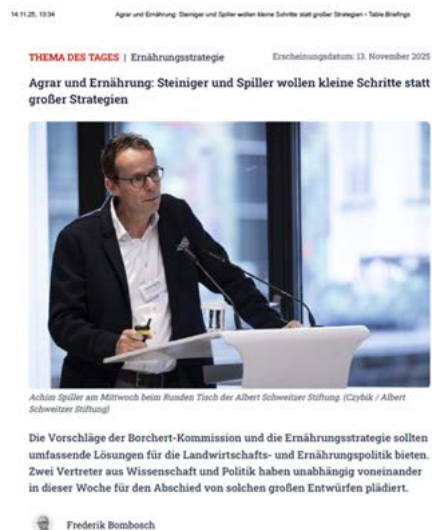 14.11.25, 13:34 Agrar und Ernährung: Steiniger und Spiller wollen kleine Schritte statt großer Strategien - Table.Briefings
THEMA DES TAGES | Ernährungsstrategie Erscheinungsdatum: 13. November 2025
Agrar und Ernährung: Steiniger und Spiller wollen kleine Schritte statt
großer Strategien
Achim Spiller am Mittwoch beim Runden Tisch der Albert Schweitzer Stiftung. (Czybik / Albert
Schweitzer Stiftung)
Die Vorschläge der Borchert-Kommission und die Ernährungsstrategie sollten
umfassende Lösungen für die Landwirtschafts- und Ernährungspolitik bieten.
Zwei Vertreter aus Wissenschaft und Politik haben unabhängig voneinander
in dieser Woche für den Abschied von solchen großen Entwürfen plädiert.
Frederik Bombosch